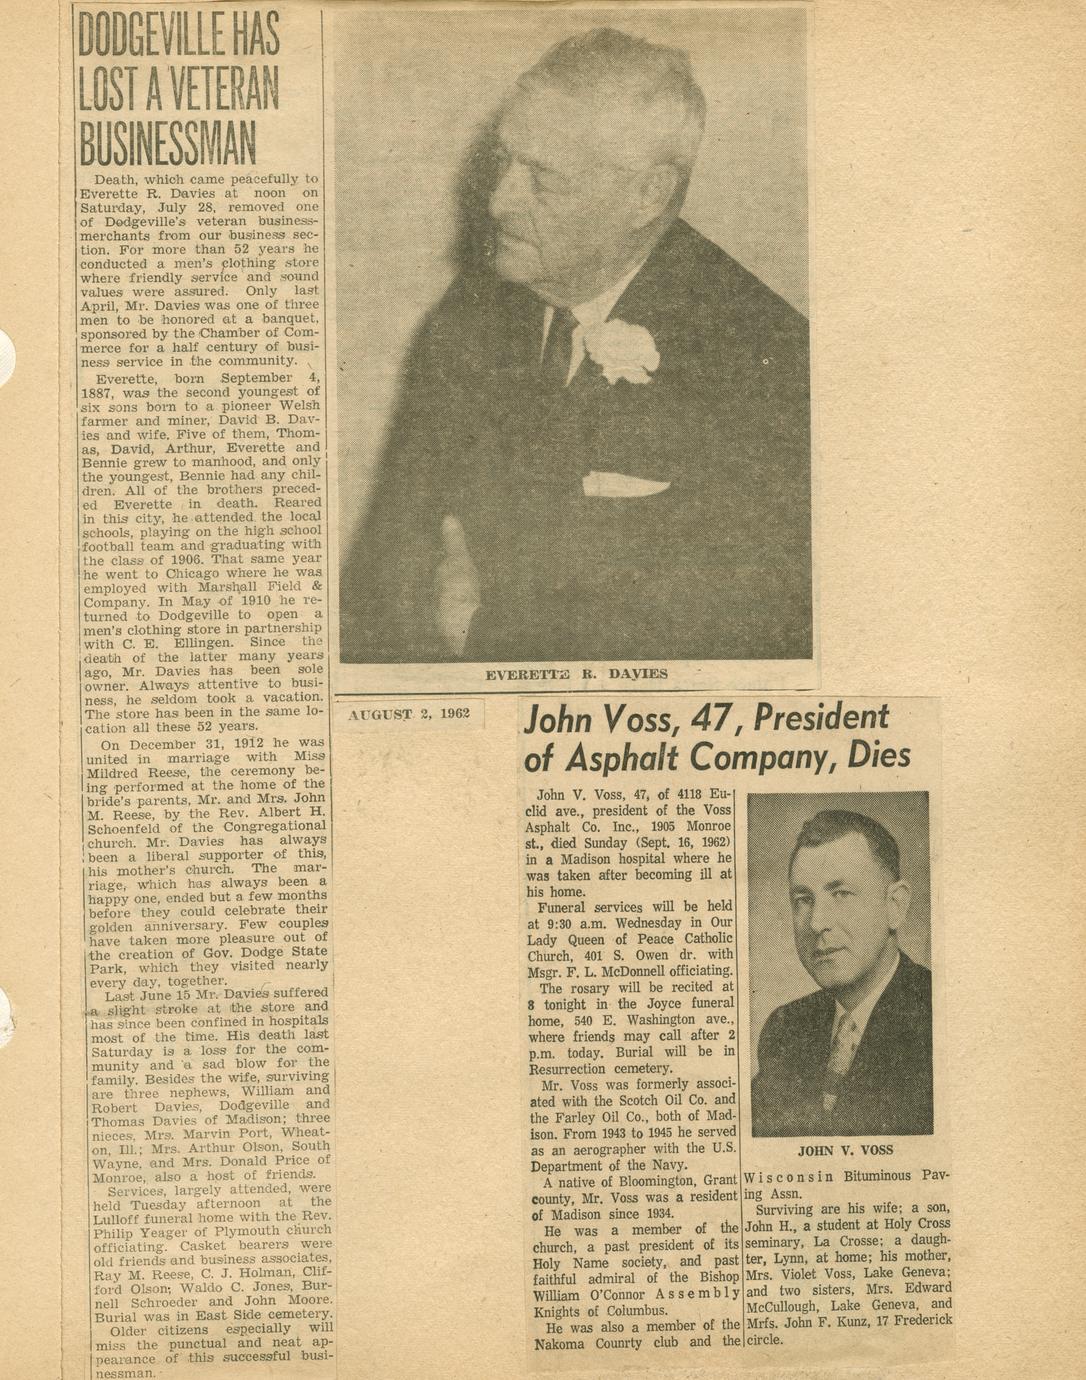 DODGEVILLE HAS
LOST A VETERAN
BUSINESSMAN
Death, which came peacefully to
Everette R. Davies at noon on
Saturday, July 28, removed one
of Dodgeville's veteran business-
merchants from our business sec-
tion. For more than 52 years he
conducted a men's clothing store
where friendly service and sound
values were assured. Only last
April, Mr. Davies was one of three
men to be honored at a banquet,
sponsored by the Chamber of Com-
merce for a half century of busi-
ness service in the community.
Everette, born September 4,
1887, was the second youngest of
six sons born to a pioneer Welsh
farmer and miner, David B. Dav-
ies and wife. Five of them, Thom-
as, David, Arthur, Everette and
Bennie grew to manhood, and only
the youngest, Bennie had any chil-
dren. All of the brothers preced-
ed Everette in death. Reared
in this city, he attended the local
schools, playing on the high school
football team and graduating with
the class of 1906. That same year
he went to Chicago where he was
employed with Marshall Field &
Company. In May of 1910 he re-
turned to Dodgeville to open a
men's clothing store in partnership
with C. E. Ellingen. Since the
death of the latter many years
ago, Mr. Davies has been sole
owner. Always attentive to busi-
ness, he seldom took a vacation.
The store has been in the same lo-
cation all these 52 years.
On December 31, 1912 he was
united in marriage with Miss
Mildred Reese, the ceremony be-
ing performed at the home of the
bride's parents, Mr. and Mrs. John
M. Reese, by the Rev. Albert H.
Schoenfeld of the Congregational
church. Mr. Davies has always
been a liberal supporter of this,
his mother's church. The mar-
riage, which has always been a
happy one, ended but a few months
before they could celebrate their
golden anniversary. Few couples
have taken more pleasure out of
the creation of Gov. Dodge State
Park, which they visited nearly
every day, together.
Last June 15 Mr. Davies suffered
a slight stroke at the store and
has since been confined in hospitals
most of the time. His death last
Saturday is a loss for the com-
munity and a sad blow for the
family. Besides the wife, surviving
are three nephews, William and
Robert Davies, Dodgeville and
Thomas Davies of Madison; three
nieces, Mrs. Marvin Port, Wheat-
on, Ill.; Mrs. Arthur Olson, South
Wayne, and Mrs. Donald Price of
Monroe, also a host of friends.
Services, largely attended, were
held Tuesday afternoon at the
Lulloff funeral home with the Rev.
Philip Yeager of Plymouth church
officiating. Casket bearers were
old friends and business associates,
Ray M. Reese, C. J. Holman, Clif-
ford Olson; Waldo C. Jones, Bur-
nell Schroeder and John Moore.
Burial was in East Side cemetery.
Older citizens especially will
miss the punctual and neat ap-
pearance of this successful busi-
nessman.
EVERETTE R. DAVIES
AUGUST 2, 1962
John Voss, 47, President
of Asphalt Company, Dies
John V. Voss, 47, of 4118 Eu-
clid ave., president of the Voss
Asphalt Co. Inc., 1905 Monroe
st., died Sunday (Sept. 16, 1962)
in a Madison hospital where he
was taken after becoming ill at
his home.
Funeral services will be held
at 9:30 a.m. Wednesday in Our
Lady Queen of Peace Catholic
Church, 401 S. Owen dr. with
Msgr. F. L. McDonnell officiating.
The rosary will be recited at
8 tonight in the Joyce funeral
home, 540 E. Washington ave.,
where friends may call after 2
p.m. today. Burial will be in
Resurrection cemetery.
Mr. Voss was formerly associ-
ated with the Scotch Oil Co. and
the Farley Oil Co., both of Mad-
ison. From 1943 to 1945 he served
as an aerographer with the U.S.
Department of the Navy.
A native of Bloomington, Grant
county, Mr. Voss was a resident
of Madison since 1934.
He was a member of the
church, a past president of its
Holy Name society, and past
faithful admiral of the Bishop
William O'Connor Assembly
Knights of Columbus.
He was also a member of the
Nakoma Counrty club and the
JOHN V. VOSS
Wisconsin Bituminous Pav-
ing Assn.
Surviving are his wife; a son,
John H., a student at Holy Cross
seminary, La Crosse; a daugh-
ter, Lynn, at home; his mother,
Mrs. Violet Voss, Lake Geneva;
and two sisters, Mrs. Edward
McCullough, Lake Geneva, and
Mrfs. John F. Kunz, 17 Frederick
circle.